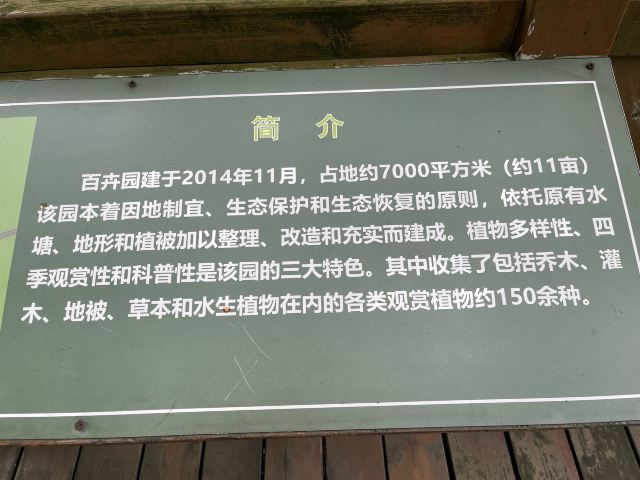 简 介
百卉园建于2014年11月，占地约7000平方米（约11亩）
该园本着因地制宜、生态保护和生态恢复的原则，依托原有水
塘、地形和植被加以整理、改造和充实而建成。植物多样性、四
季观赏性和科普性是该园的三大特色。其中收集了包括乔木、灌
木、地被、草本和水生植物在内的各类观赏植物约150余种。